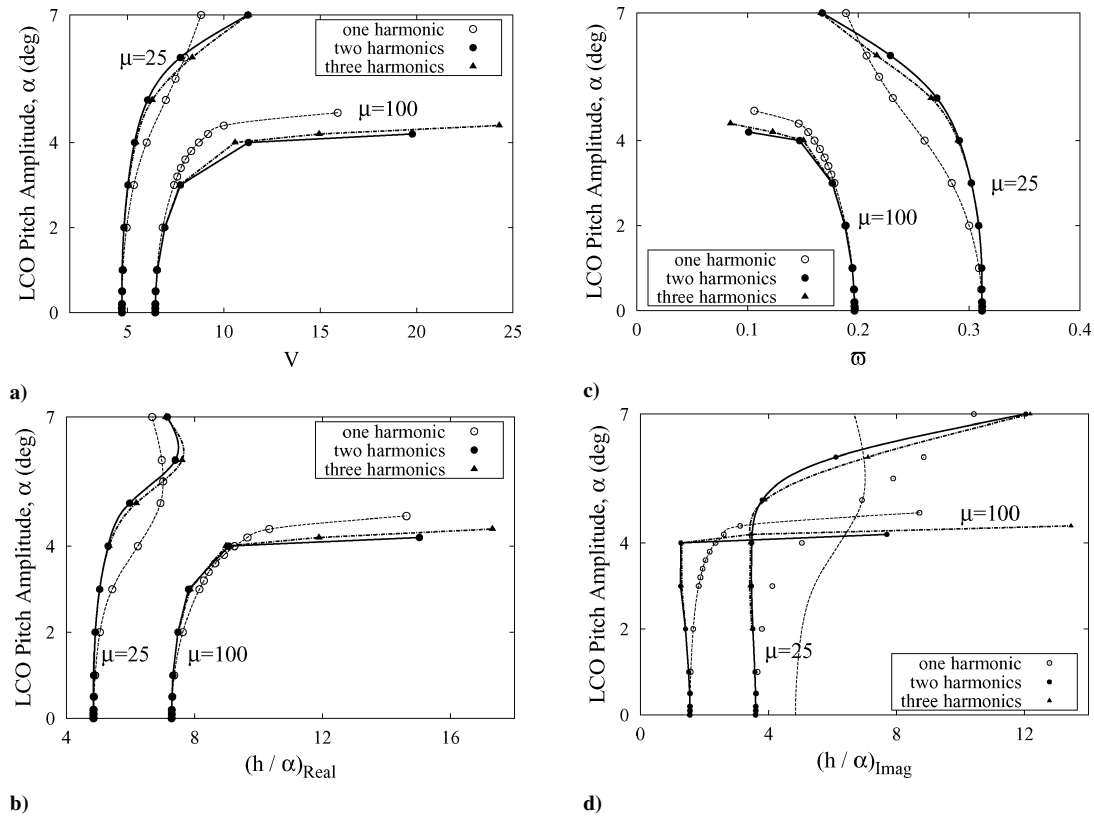 LCO Pitch Amplitude, α (deg)
7
4
2
0
μ=25
μ=100
one harmonic
two harmonics
three harmonics
5 10 15 20 25
V
a)
LCO Pitch Amplitude, α (deg)
7
4
2
0
μ=25
μ=100
one harmonic
two harmonics
three harmonics
0 0.1 0.2 0.3 0.4
ϖ
c)
LCO Pitch Amplitude, α (deg)
7
4
2
0
one harmonic
two harmonics
three harmonics
μ=25
μ=100
4 8 12 16
(h / α)Real
b)
LCO Pitch Amplitude, α (deg)
7
4
2
0
μ=100
μ=25
one harmonic
two harmonics
three harmonics
0 4 8 12
(h / α)Imag
d)